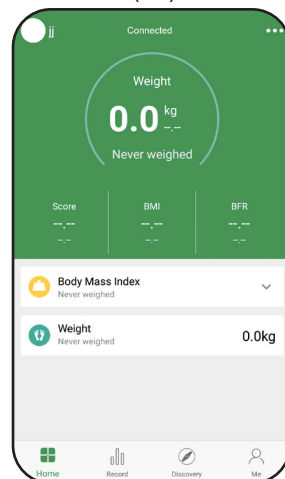 jj
Connected
Weight
0.0 kg
--.--
Never weighed
Score BMI BFR
--.-- --.-- --.--
--.-- --.-- --.--
Body Mass Index
Never weighed
Weight
Never weighed
0.0kg
Home Record Discovery Me